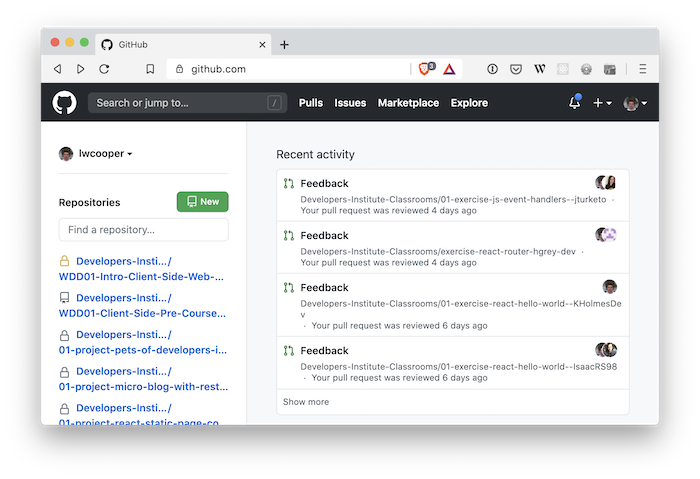 GitHub
github.com
3
W
Search or jump to...
/
Pulls
Issues
Marketplace
Explore
lwcooper
Repositories
New
Find a repository...
Developers-Insti.../
WDD01-Intro-Client-Side-Web-...
Developers-Insti.../
WDD01-Client-Side-Pre-Course...
Developers-Insti.../
01-project-pets-of-developers-i...
Developers-Insti.../
01-project-micro-blog-with-rest...
Developers-Insti.../
01-project-react-static-page-co...
Recent activity
Feedback
Developers-Institute-Classrooms/01-exercise-js-event-handlers--jturketo ·
Your pull request was reviewed 4 days ago
Feedback
Developers-Institute-Classrooms/exercise-react-router-hgrey-dev ·
Your pull request was reviewed 4 days ago
Feedback
Developers-Institute-Classrooms/01-exercise-react-hello-world--KHolmesDe
v
· Your pull request was reviewed 6 days ago
Feedback
Developers-Institute-Classrooms/01-exercise-react-hello-world--IsaacRS98
· Your pull request was reviewed 6 days ago
Show more